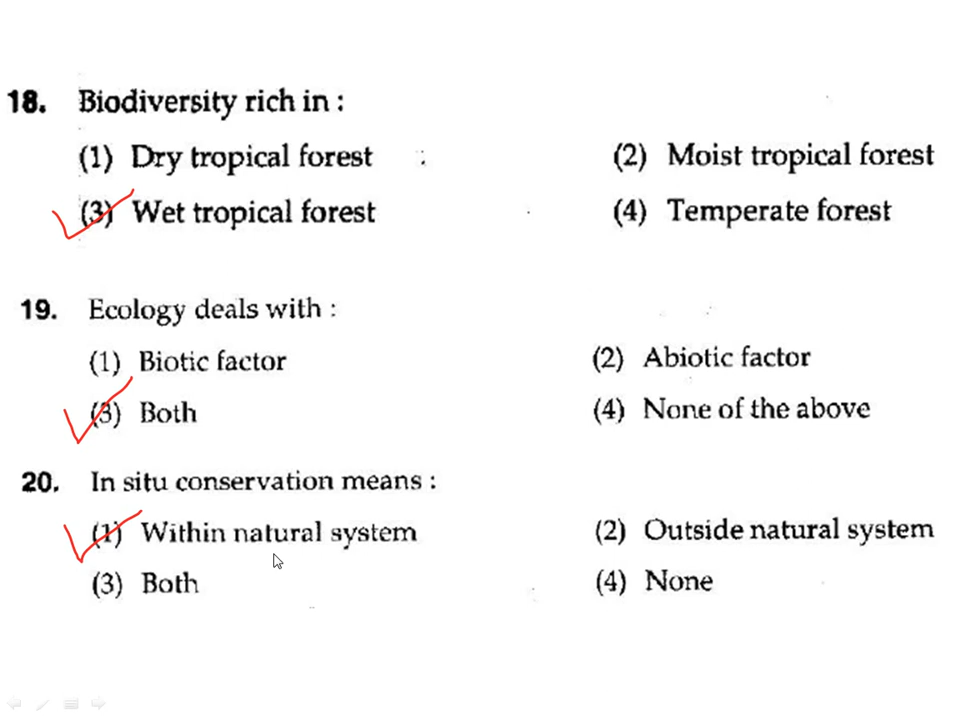 18. Biodiversity rich in :
(1) Dry tropical forest (2) Moist tropical forest
(3) Wet tropical forest (4) Temperate forest
19. Ecology deals with :
(1) Biotic factor (2) Abiotic factor
(3) Both (4) None of the above
20. In situ conservation means :
(1) Within natural system (2) Outside natural system
(3) Both (4) None